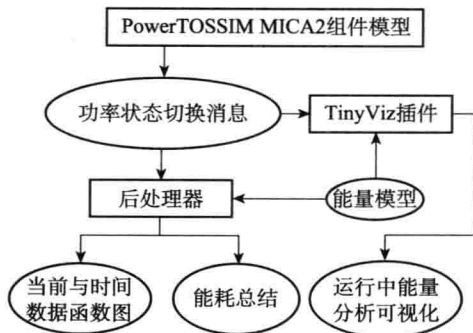 PowerTOSSIM MICA2组件模型
功率状态切换消息
TinyViz插件
后处理器
能量模型
当前与时间
数据函数图
能耗总结
运行中能量
分析可视化